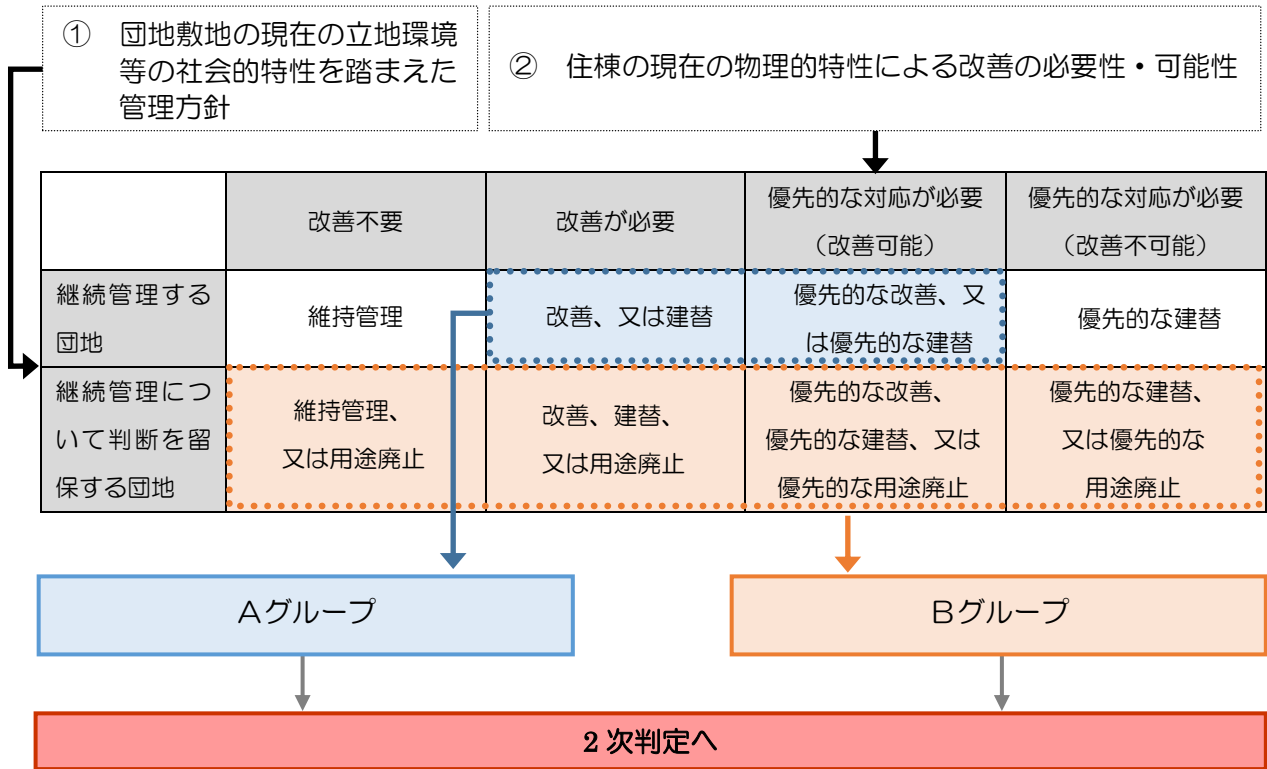 ① 団地敷地の現在の立地環境
等の社会的特性を踏まえた
管理方針
② 住棟の現在の物理的特性による改善の必要性・可能性
改善不要
改善が必要
優先的な対応が必要
（改善可能）
優先的な対応が必要
（改善不可能）
継続管理する
団地
維持管理
改善、又は建替
優先的な改善、又
は優先的な建替
優先的な建替
継続管理につ
いて判断を留
保する団地
維持管理、
又は用途廃止
改善、建替、
又は用途廃止
優先的な改善、
優先的な建替、又は
優先的な用途廃止
優先的な建替、
又は優先的な
用途廃止
Aグループ
Bグループ
2 次判定へ